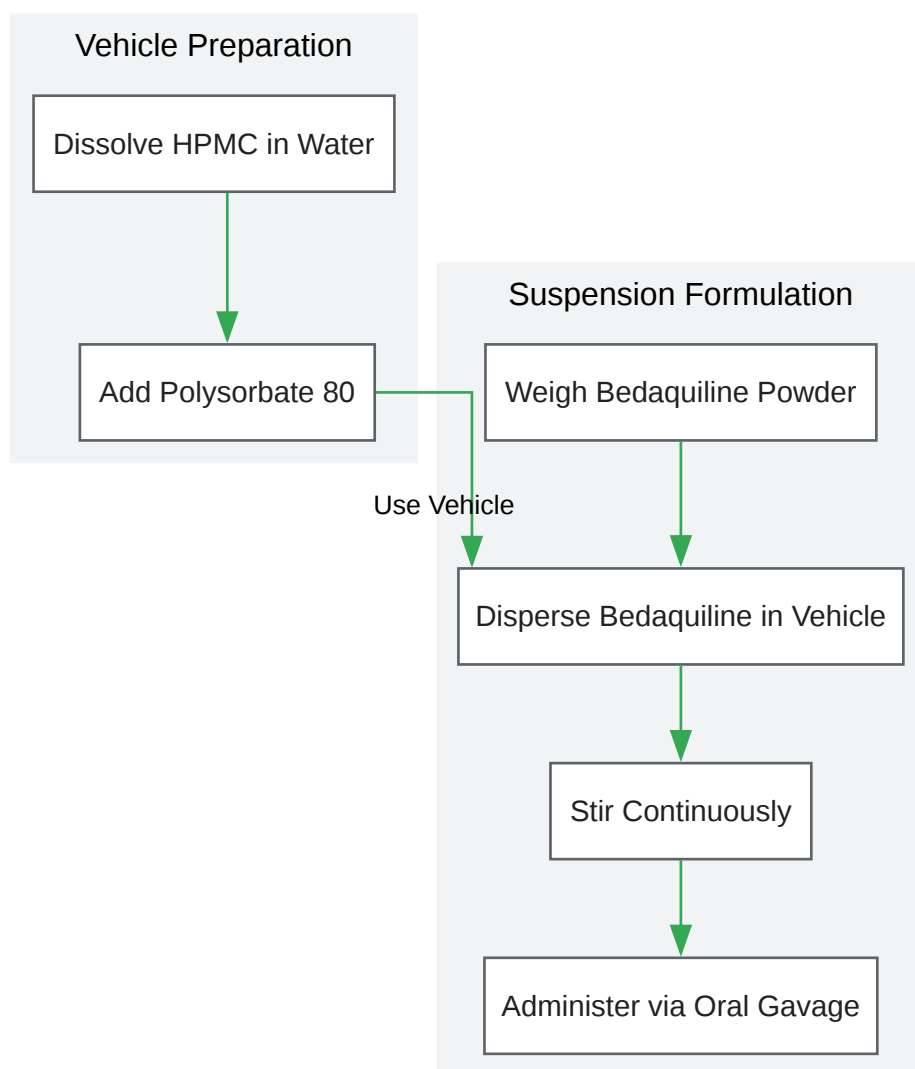 Vehicle Preparation
Dissolve HPMC in Water
Add Polysorbate 80
Use Vehicle
Suspension Formulation
Weigh Bedaquiline Powder
Disperse Bedaquiline in Vehicle
Stir Continuously
Administer via Oral Gavage